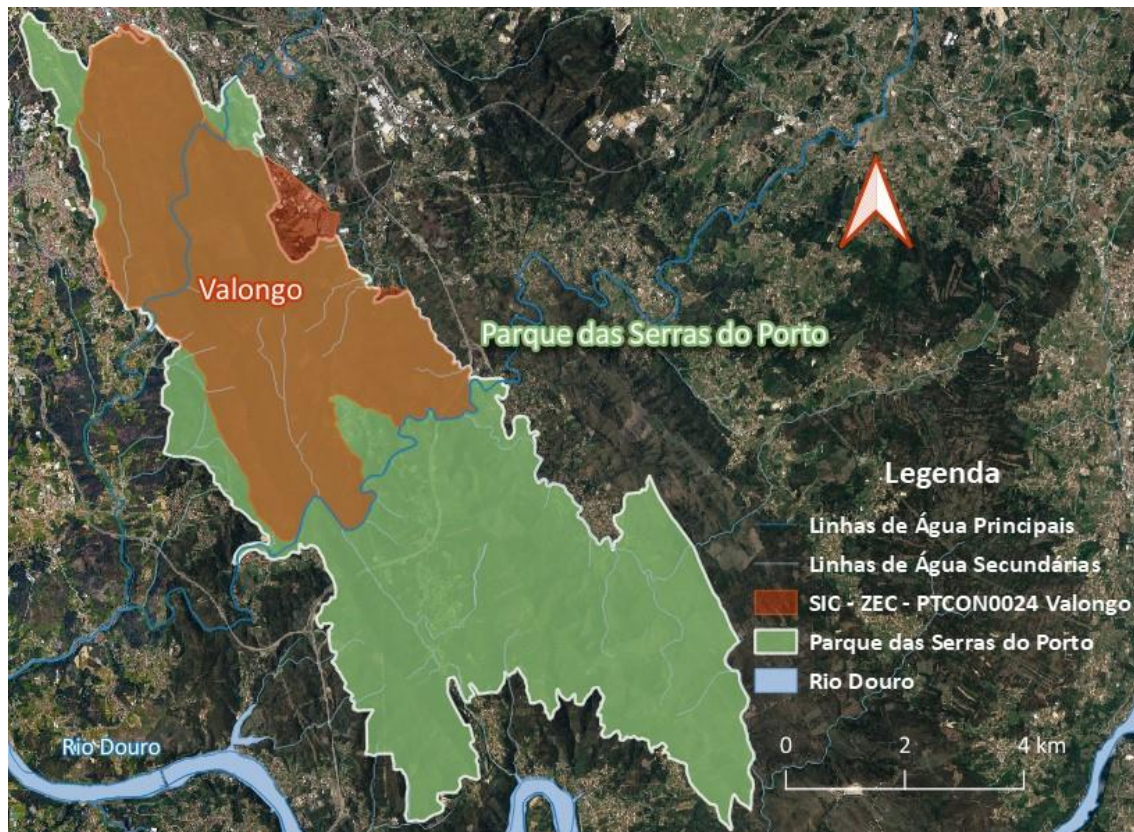 Valongo
Parque das Serras do Porto
Legenda
Linhas de Água Principais
Linhas de Água Secundárias
SIC - ZEC - PTCON0024 Valongo
Parque das Serras do Porto
Rio Douro
Rio Douro
0 2 4 km